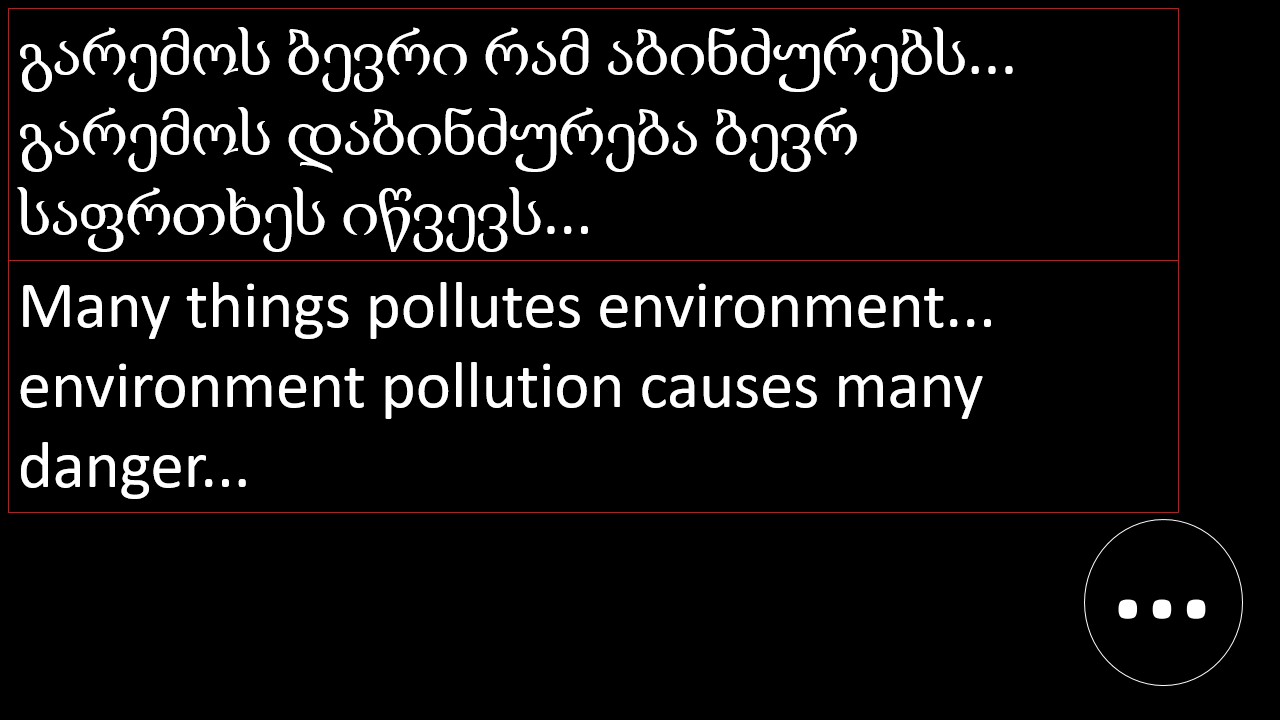 გარემოს ბევრი რამ აბინძურებს...
გარემოს დაბინძურება ბევრ
საფრთხეს იწვევს...
Many things pollutes environment...
environment pollution causes many
danger...
...